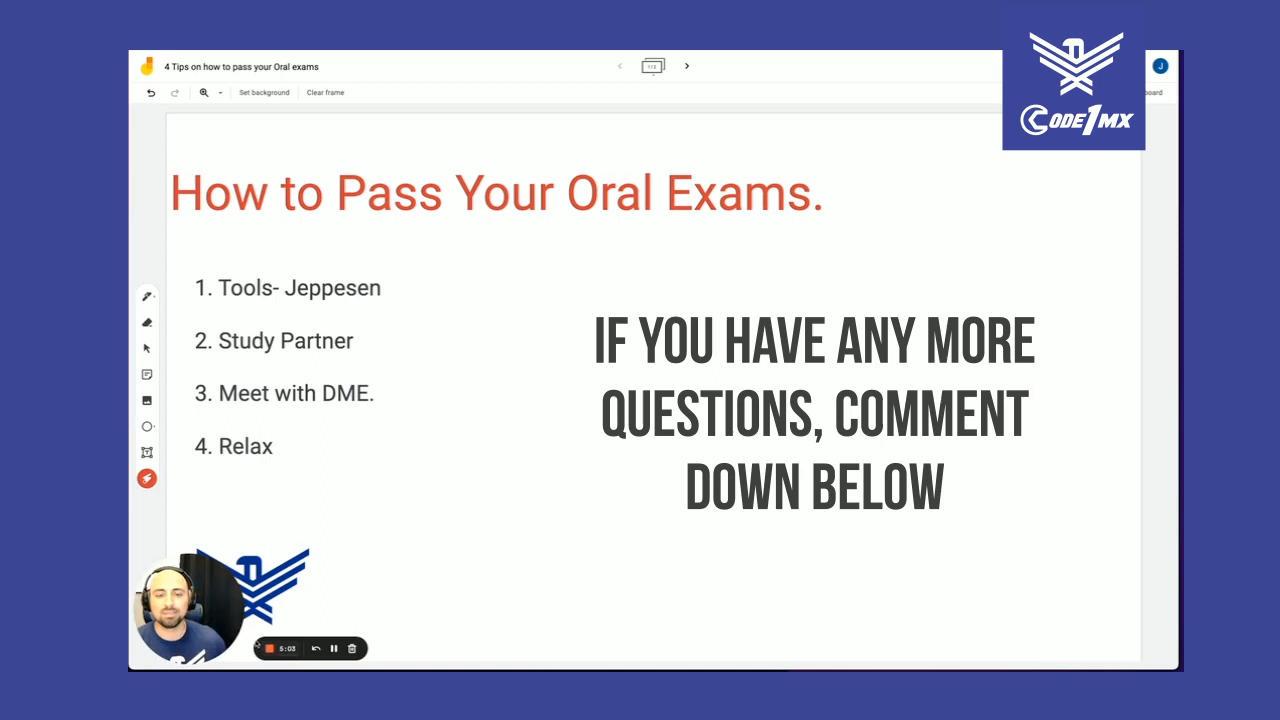 4 Tips on how to pass your Oral exams
1/2
J
Set background
Clear frame
CODE1MX
How to Pass Your Oral Exams.
1. Tools- Jeppesen
2. Study Partner
3. Meet with DME.
4. Relax
IF YOU HAVE ANY MORE
QUESTIONS, COMMENT
DOWN BELOW
5:03